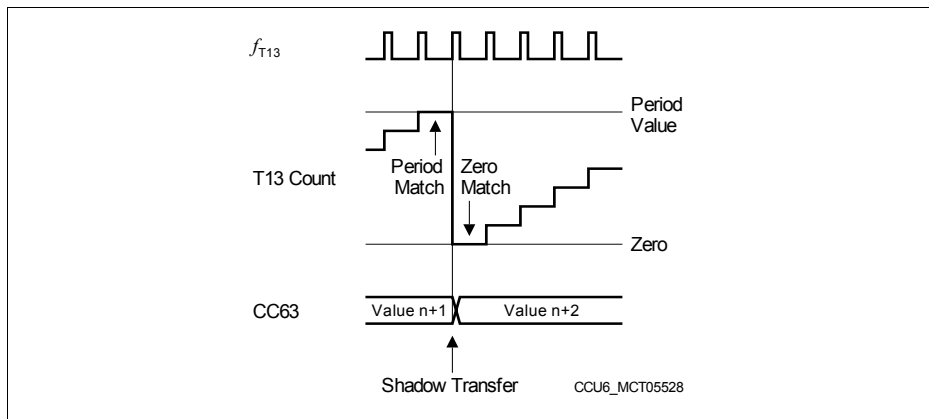 fT13
Period
Value
Period
Match
Zero
Match
T13 Count
Zero
CC63
Value n+1
Value n+2
Shadow Transfer
CCU6_MCT05528